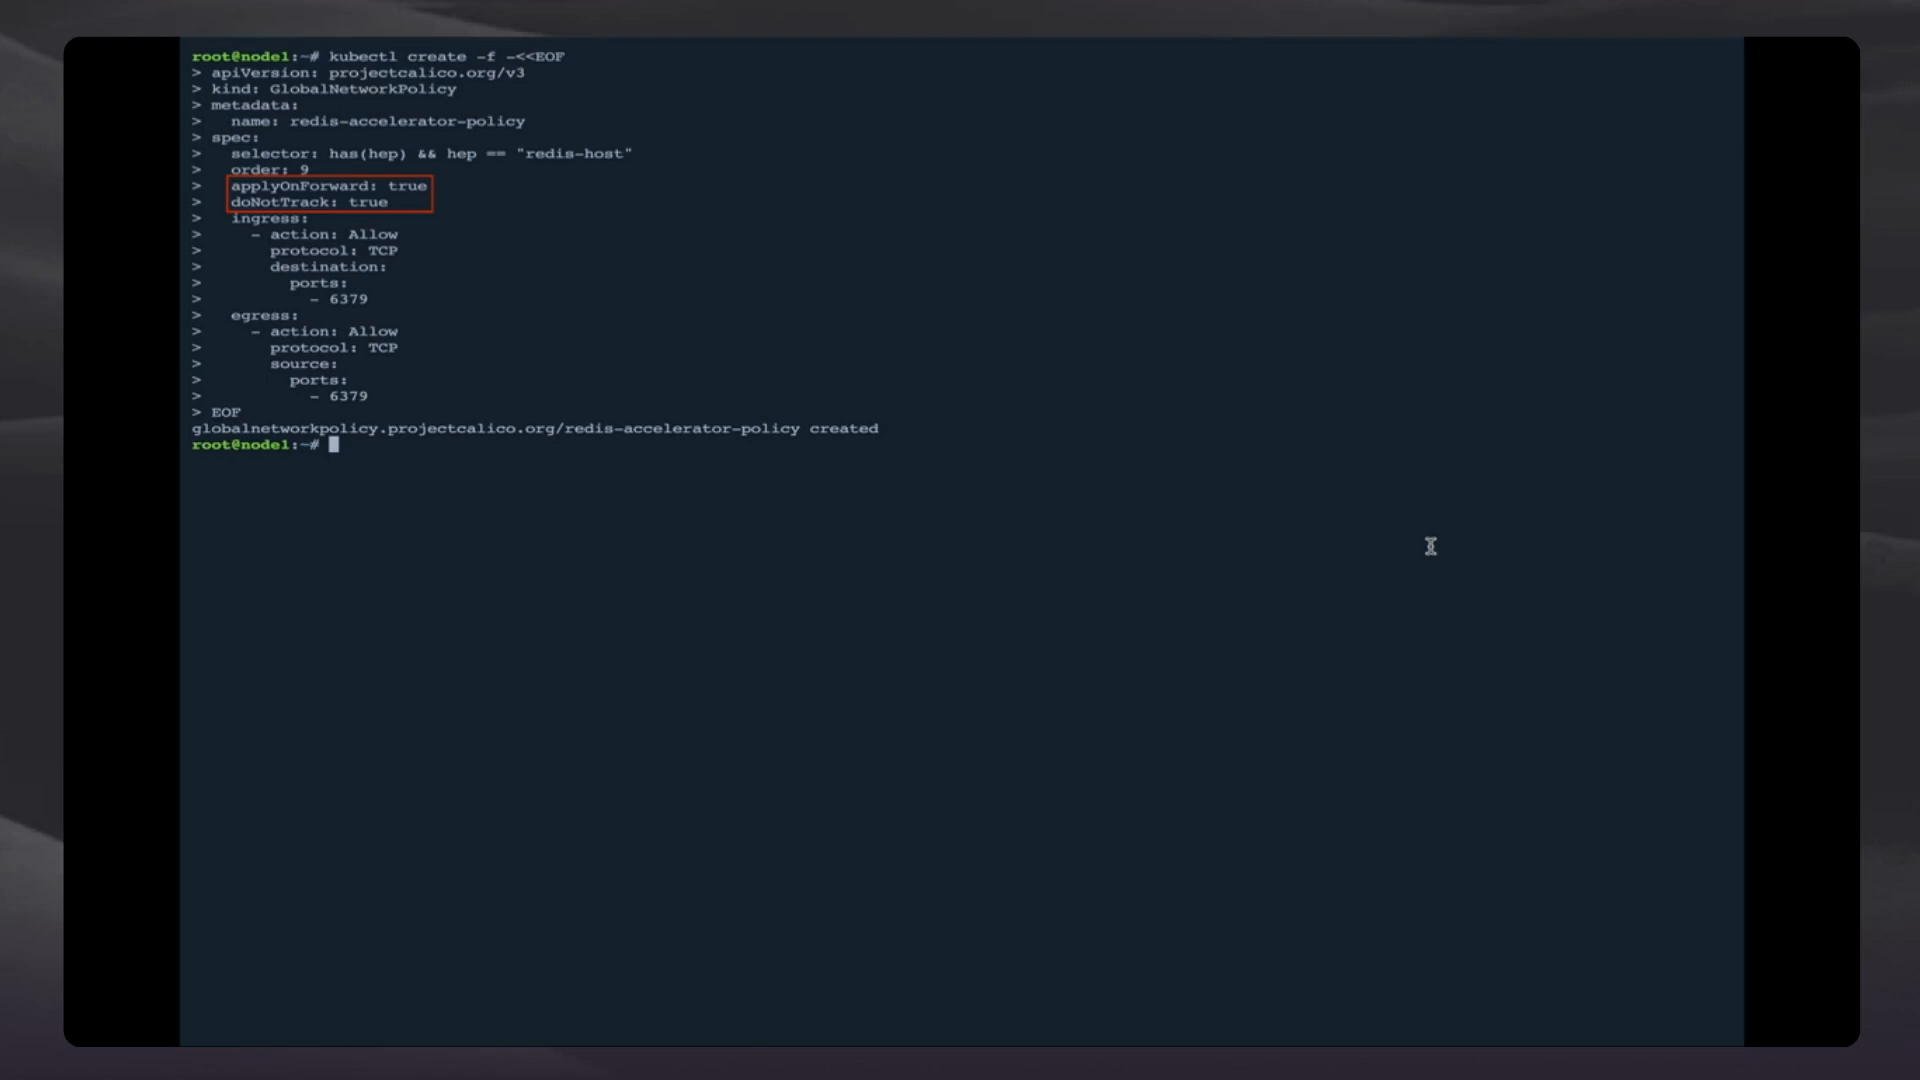 root@node1:~# kubectl create -f -<<EOF
> apiVersion: projectcalico.org/v3
> kind: GlobalNetworkPolicy
> metadata:
>   name: redis-accelerator-policy
> spec:
>   selector: has(hep) && hep == "redis-host"
>   order: 9
>   applyOnForward: true
>   doNotTrack: true
>   ingress:
>     - action: Allow
>       protocol: TCP
>       destination:
>         ports:
>           - 6379
>   egress:
>     - action: Allow
>       protocol: TCP
>       source:
>         ports:
>           - 6379
> EOF
globalnetworkpolicy.projectcalico.org/redis-accelerator-policy created
root@node1:~#